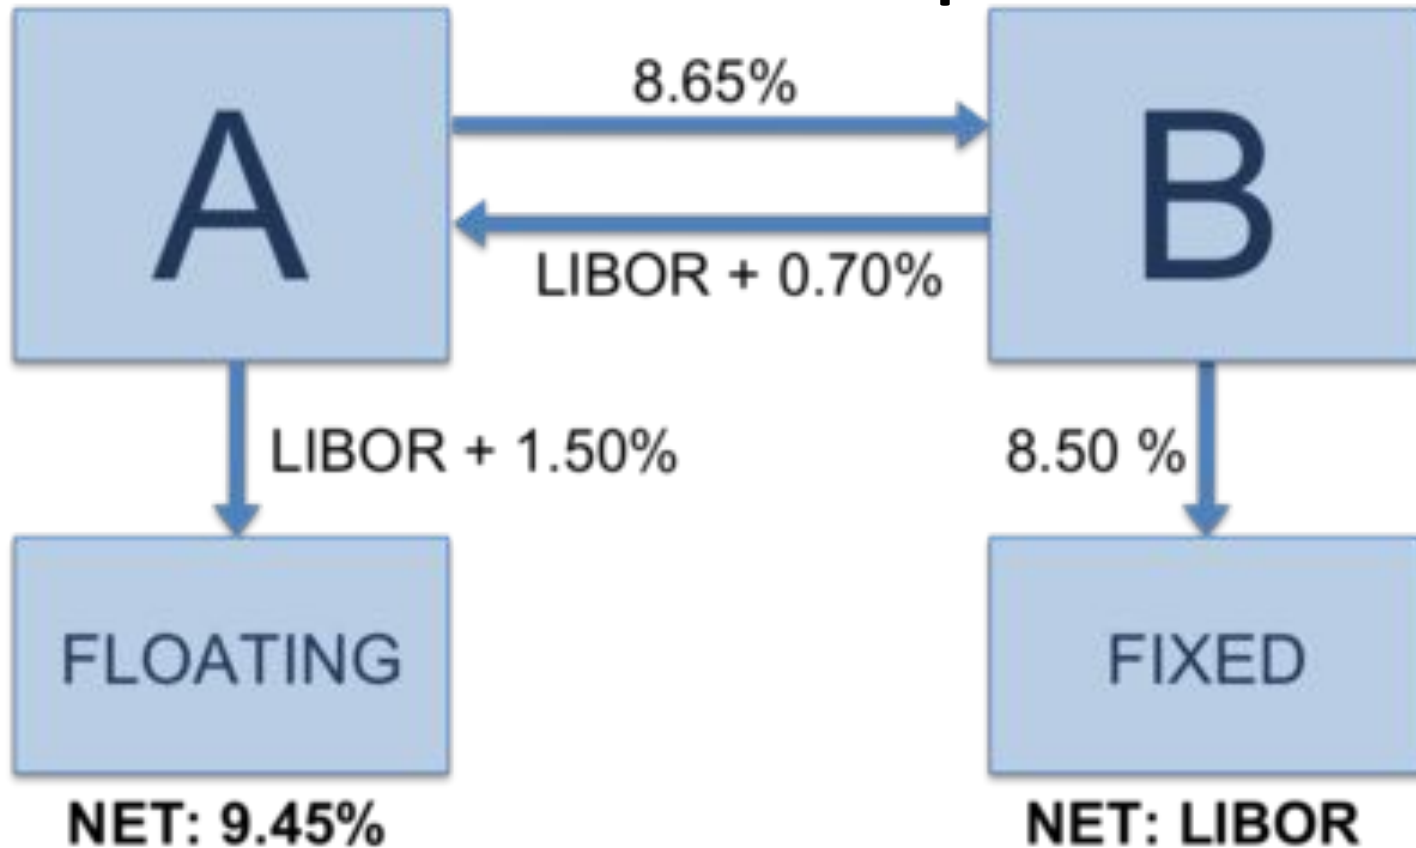 A
8.65%
B
LIBOR + 0.70%
LIBOR + 1.50%
8.50 %
FLOATING
FIXED
NET: 9.45%
NET: LIBOR